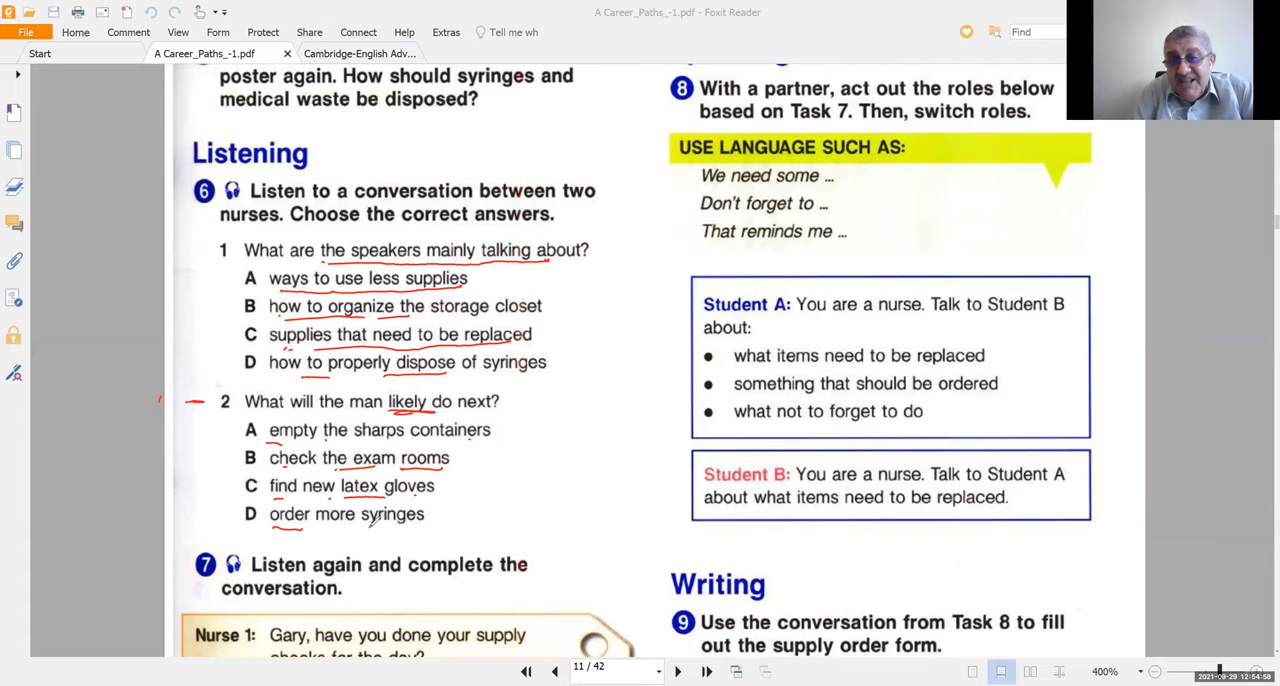 A Career_Paths_-1.pdf - Foxit Reader
File Home Comment View Form Protect Share Connect Help Extras Tell me wh Find
Start A Career_Paths_-1.pdf Cambridge-English Adv...
poster again. How should syringes and
medical waste be disposed?
Listening
6 Listen to a conversation between two
nurses. Choose the correct answers.
1 What are the speakers mainly talking about?
A ways to use less supplies
B how to organize the storage closet
C supplies that need to be replaced
D how to properly dispose of syringes
2 What will the man likely do next?
A empty the sharps containers
B check the exam rooms
C find new latex gloves
D order more syringes
7 Listen again and complete the
conversation.
Nurse 1: Gary, have you done your supply
checks for the day?
8 With a partner, act out the roles below
based on Task 7. Then, switch roles.
USE LANGUAGE SUCH AS:
We need some ...
Don't forget to ...
That reminds me ...
Student A: You are a nurse. Talk to Student B
about:
• what items need to be replaced
• something that should be ordered
• what not to forget to do
Student B: You are a nurse. Talk to Student A
about what items need to be replaced.
Writing
9 Use the conversation from Task 8 to fill
out the supply order form.
11 / 42
400%
2021-09-29 12:54:58